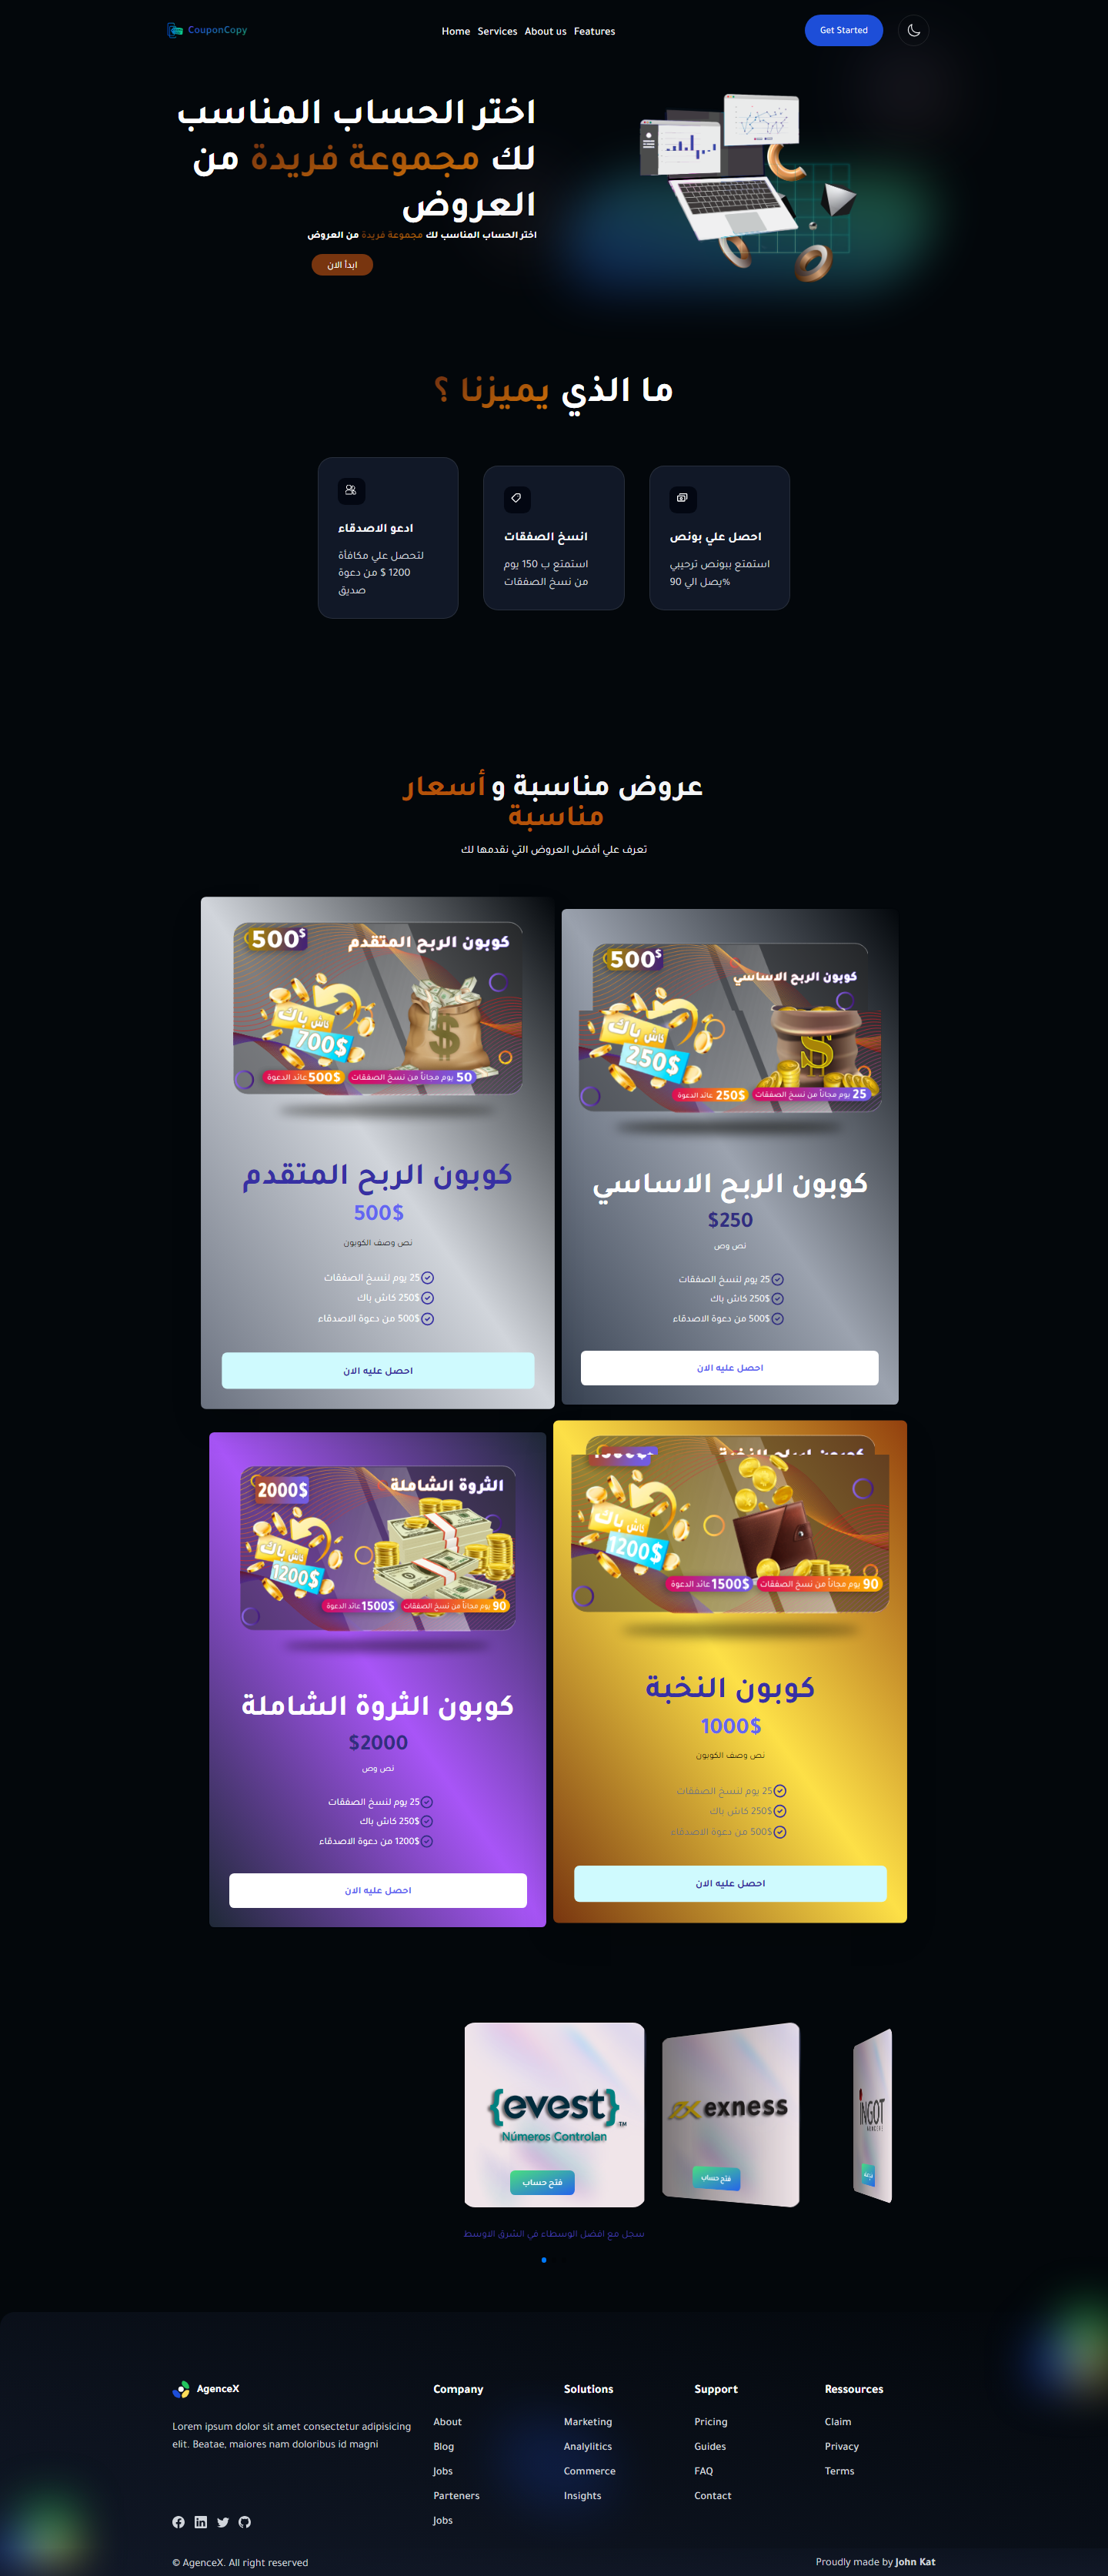 CouponCopy
Home Services About us Features
Get Started
اختر الحساب المناسب
لك مجموعة فريدة من
العروض
اختر الحساب المناسب لك مجموعة فريدة من العروض
ابدأ الان
ما الذي يميزنا ؟
احصل علي بونص
استمتع ببونص ترحيبي
يصل الي 90%
انسخ الصفقات
استمتع ب 150 يوم
من نسخ الصفقات
ادعو الاصدقاء
لتحصل علي مكافأة
1200 $ من دعوة
صديق
عروض مناسبة و أسعار
مناسبة
تعرف علي أفضل العروض التي نقدمها لك
500$
كوبون الربح المتقدم
كاش باك
700$
50 يوم مجاناً من نسخ الصفقات
500$ عائد الدعوة
كوبون الربح المتقدم
500$
نص وصف الكوبون
25 يوم لنسخ الصفقات
250$ كاش باك
500$ من دعوة الاصدقاء
احصل عليه الان
500$
كوبون الربح الاساسي
كاش باك
250$
25 يوم مجاناً من نسخ الصفقات
250$ عائد الدعوة
كوبون الربح الاساسي
$250
نص وص
25 يوم لنسخ الصفقات
250$ كاش باك
500$ من دعوة الاصدقاء
احصل عليه الان
2000$
الثروة الشاملة
كاش باك
1200$
90 يوم مجاناً من نسخ الصفقات
1500$ عائد الدعوة
كوبون الثروة الشاملة
$2000
نص وص
25 يوم لنسخ الصفقات
250$ كاش باك
1200$ من دعوة الاصدقاء
احصل عليه الان
كاش باك
1200$
90 يوم مجاناً من نسخ الصفقات
1500$ عائد الدعوة
كوبون النخبة
1000$
نص وصف الكوبون
25 يوم لنسخ الصفقات
250$ كاش باك
500$ من دعوة الاصدقاء
احصل عليه الان
{evest}™
Números Controlan
فتح حساب
exness
فتح حساب
INGOT
BROKERS
سجل مع افضل الوسطاء في الشرق الاوسط
AgenceX
Lorem ipsum dolor sit amet consectetur adipisicing
elit. Beatae, maiores nam doloribus id magni
Company
About
Blog
Jobs
Parteners
Jobs
Solutions
Marketing
Analylitics
Commerce
Insights
Support
Pricing
Guides
FAQ
Contact
Ressources
Claim
Privacy
Terms
© AgenceX. All right reserved
Proudly made by John Kat